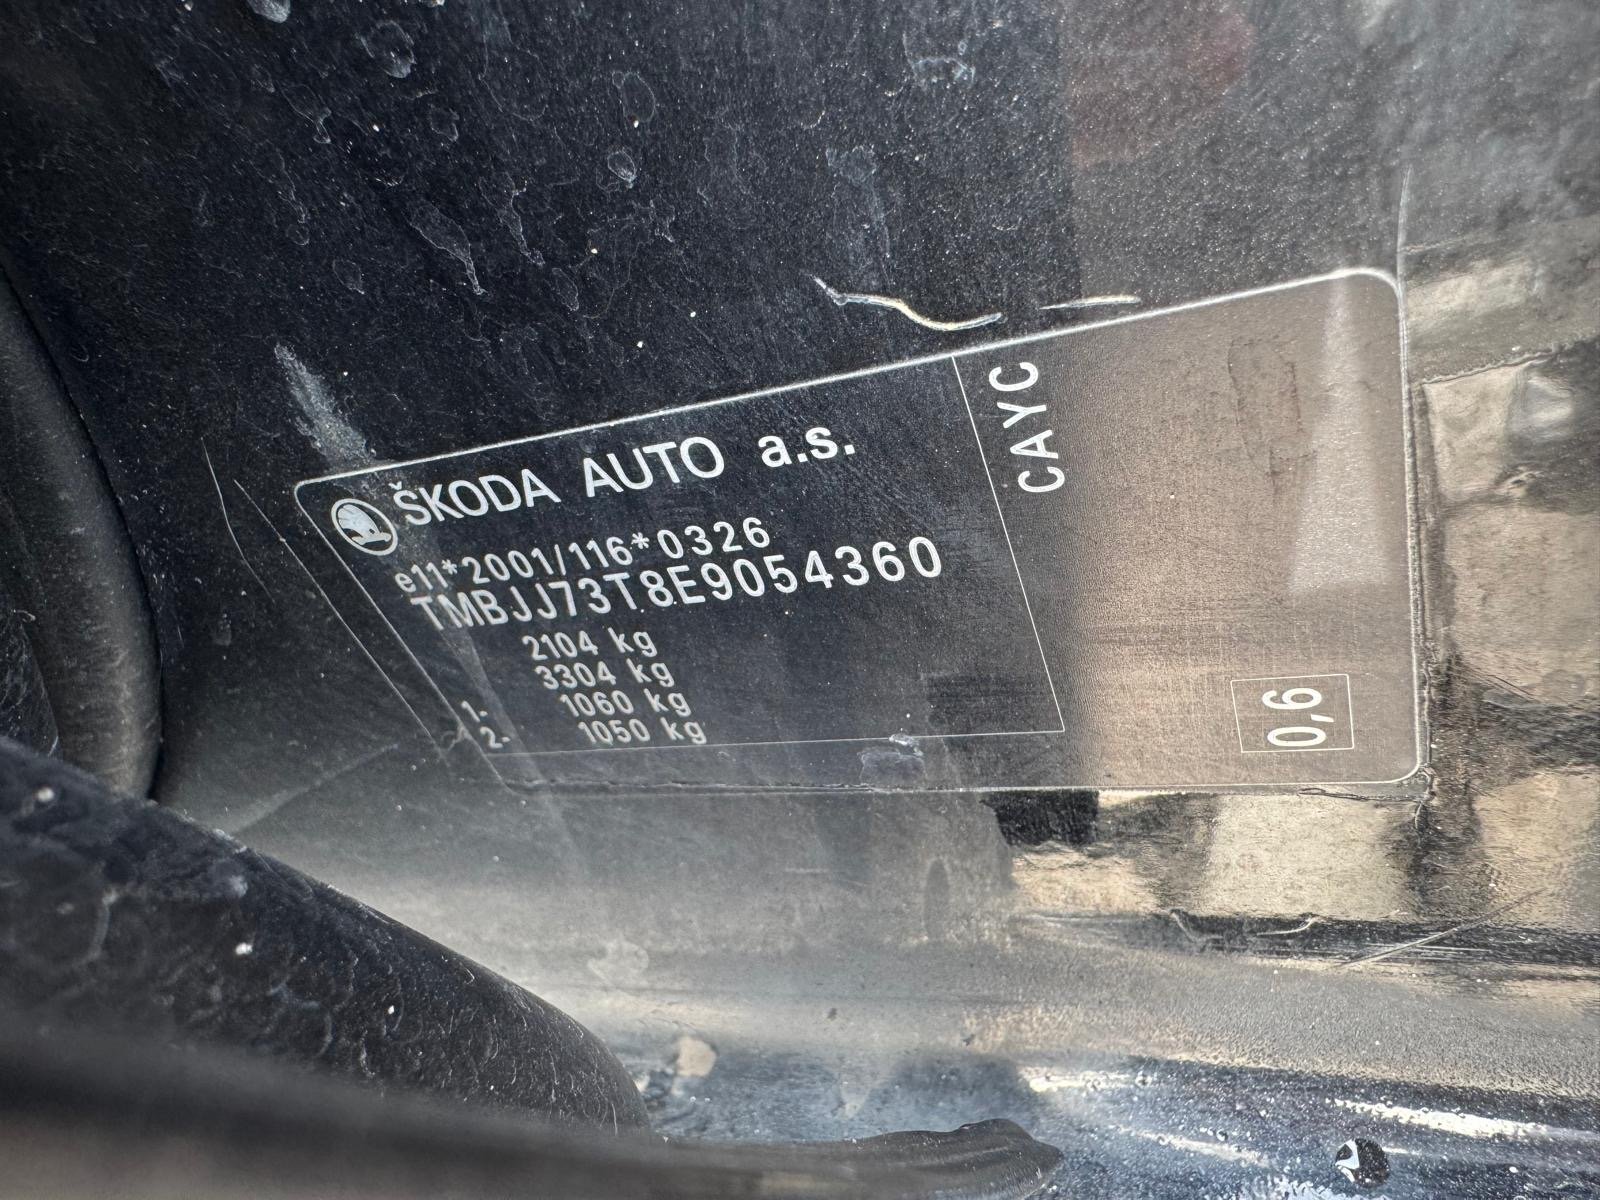 ŠKODA AUTO a.s.
e11*2001/116*0326
TMBJJ73T8E9054360
2104 kg
3304 kg
1- 1060 kg
2- 1050 kg
CAYC
0,6